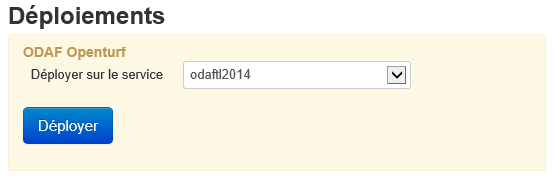 Déploiements
ODAF Openturf
Déployer sur le service odaftl2014
Déployer